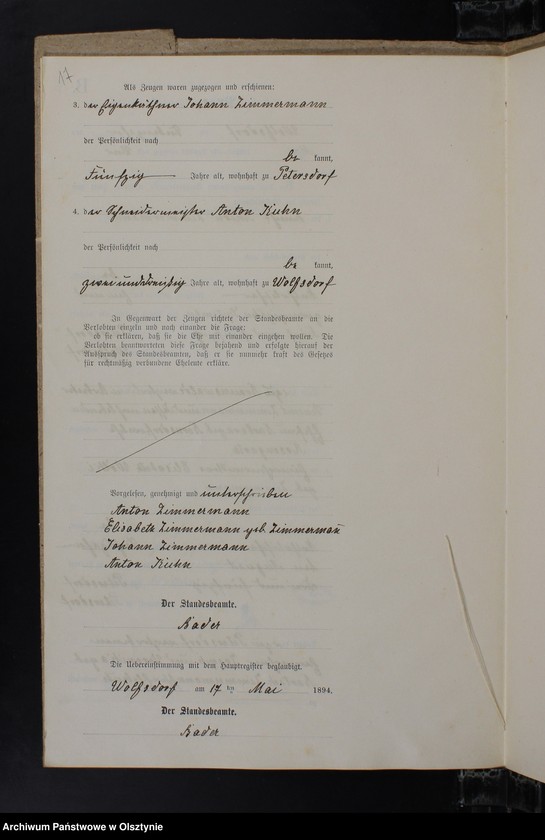 17
Als Zeugen waren zugezogen und erschienen:
3. der Eigenkäthner Johann Zimmermann
der Persönlichkeit nach
be kannt,
Fünfzig Jahre alt, wohnhaft zu Petersdorf
4. der Schneidermeister Anton Kuhn
der Persönlichkeit nach
be kannt,
zweiunddreißig Jahre alt, wohnhaft zu Wolfsdorf
In Gegenwart der Zeugen richtete der Standesbeamte an die
Verlobten einzeln und nach einander die Frage:
ob sie erklären, daß sie die Ehe mit einander eingehen wollen. Die
Verlobten beantworteten diese Frage bejahend und erfolgte hierauf der
Ausspruch des Standesbeamten, daß er sie nunmehr kraft des Gesetzes
für rechtmäßig verbundene Eheleute erkläre.
Vorgelesen, genehmigt und unterschrieben
Anton Zimmermann
Elisabeth Zimmermann geb. Zimmermañ
Johann Zimmermann
Anton Kuhn
Der Standesbeamte.
Bader
Die Uebereinstimmung mit dem Hauptregister beglaubigt.
Wolfsdorf am 17 ten Mai 1894.
Der Standesbeamte.
Bader
Archiwum Państwowe w Olsztynie